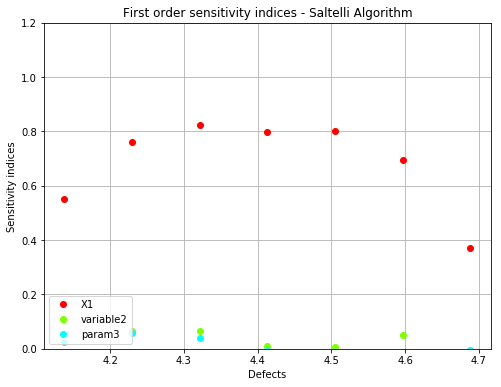 First order sensitivity indices - Saltelli Algorithm
1.2
1.0
0.8
0.6
0.4
0.2
0.0
Sensitivity indices
X1
variable2
param3
4.2
4.3
4.4
4.5
4.6
4.7
Defects